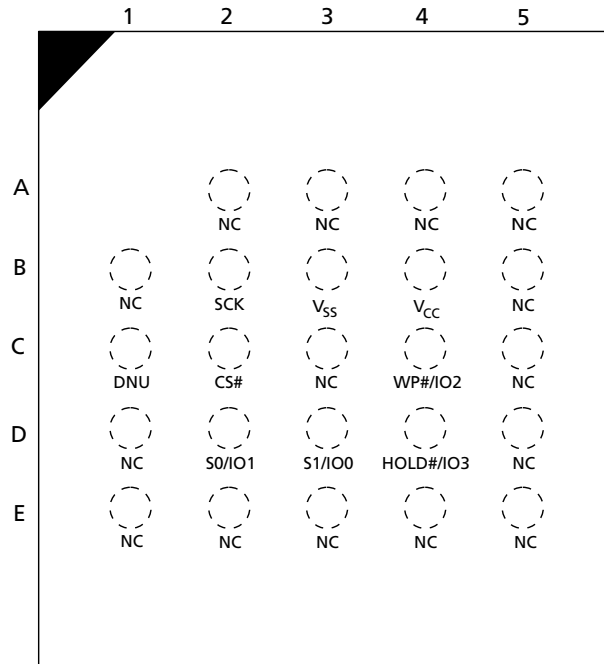 1 2 3 4 5
A
NC NC NC NC
B
NC SCK VSS VCC NC
C
DNU CS# NC WP#/IO2 NC
D
NC S0/IO1 S1/IO0 HOLD#/IO3 NC
E
NC NC NC NC NC